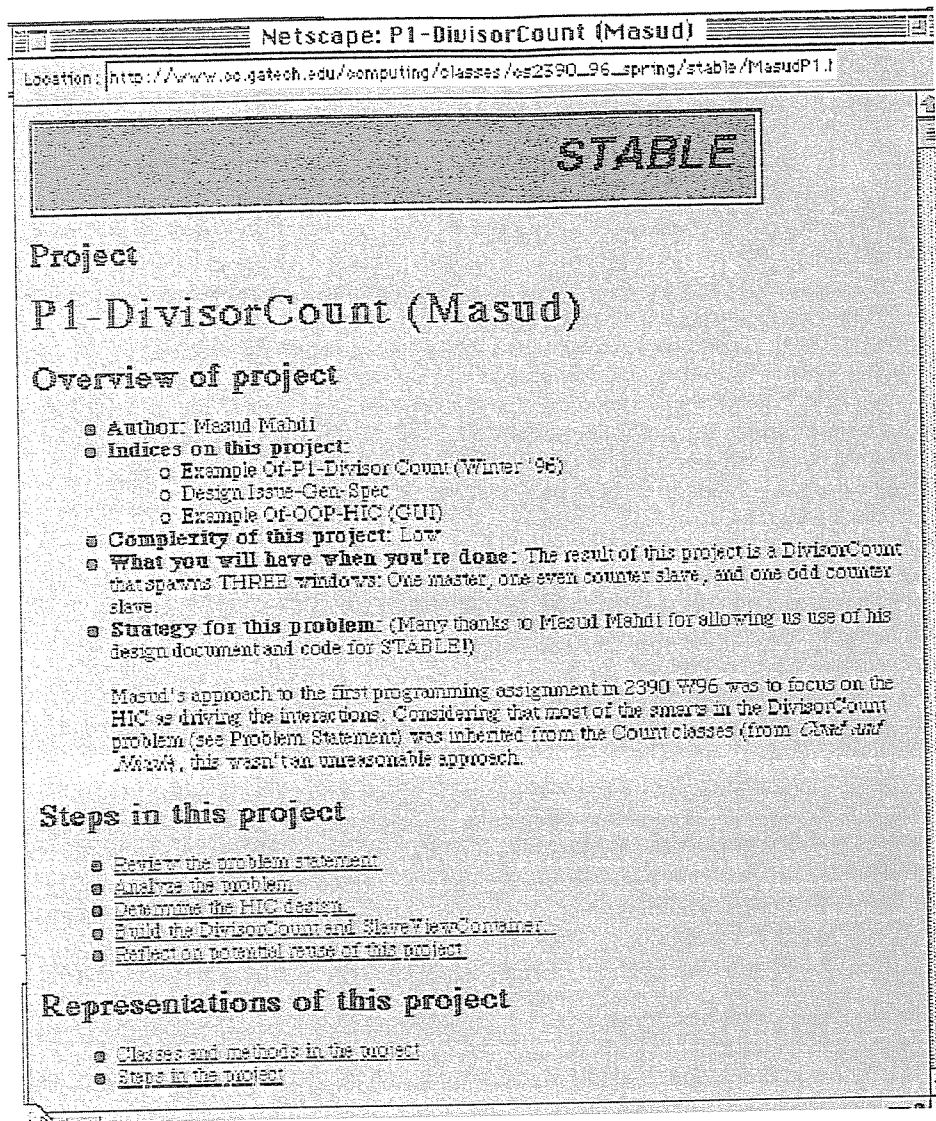 Netscape: P1-DivisorCount (Masud)
Location: http://www.cc.gatech.edu/computing/classes/cs2390_96_spring/stable/MasudP1.h
STABLE
Project
P1-DivisorCount (Masud)
Overview of project
Author: Masud Mahdi
Indices on this project:
Example Of-P1-Divisor Count (Winter '96)
Design Issue-Gen-Spec
Example Of-OOP-HIC (GUI)
Complexity of this project: Low
What you will have when you're done: The result of this project is a DivisorCount
that spawns THREE windows: One master, one even counter slave, and one odd counter
slave.
Strategy for this problem: (Many thanks to Masud Mahdi for allowing us use of his
design document and code for STABLE!)
Masud's approach to the first programming assignment in 2390 W96 was to focus on the
HIC as driving the interactions. Considering that most of the smarts in the DivisorCount
problem (see Problem Statement) was inherited from the Count classes (from
, this wasn't an unreasonable approach.
Steps in this project
Review the problem statement
Analyze the problem
Determine the HIC design
Build the DivisorCount and SlaveViewContainer
Reflect on potential reuse of this project
Representations of this project
Classes and methods in the project
Steps in the project